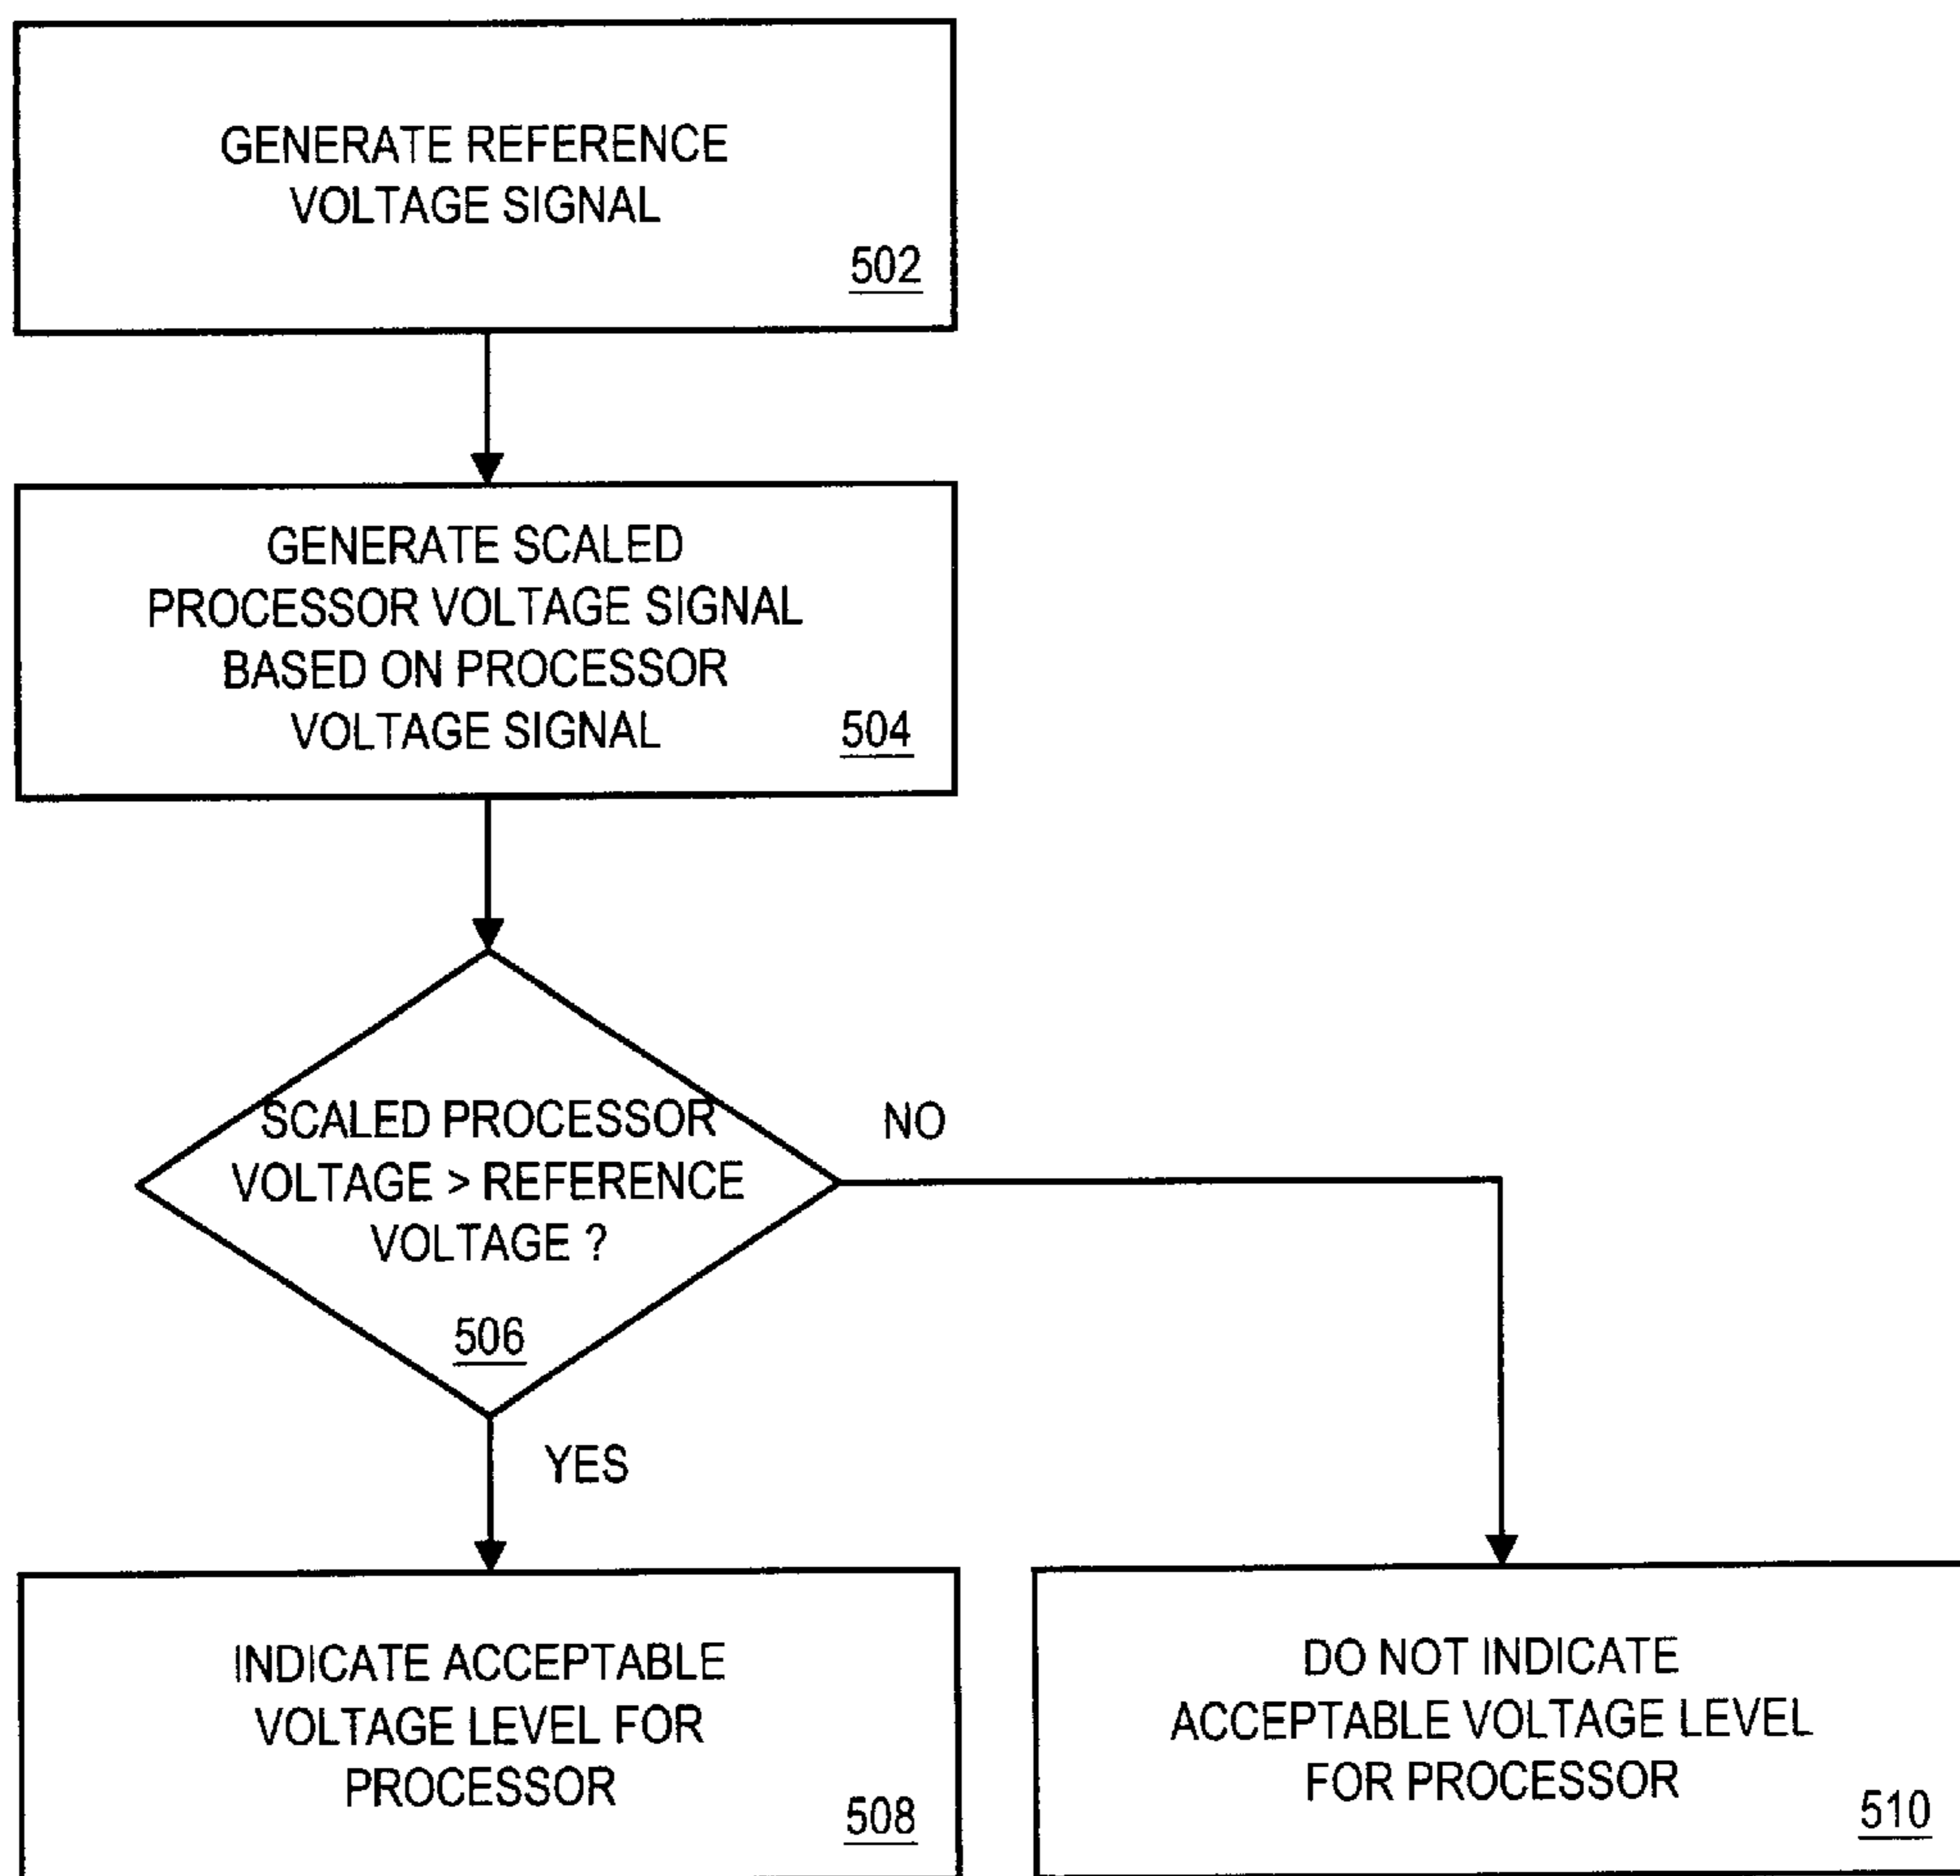 GENERATE REFERENCE
VOLTAGE SIGNAL
502
GENERATE SCALED
PROCESSOR VOLTAGE SIGNAL
BASED ON PROCESSOR
VOLTAGE SIGNAL
504
SCALED PROCESSOR
VOLTAGE > REFERENCE
VOLTAGE ?
506
NO
YES
INDICATE ACCEPTABLE
VOLTAGE LEVEL FOR
PROCESSOR
508
DO NOT INDICATE
ACCEPTABLE VOLTAGE LEVEL
FOR PROCESSOR
510